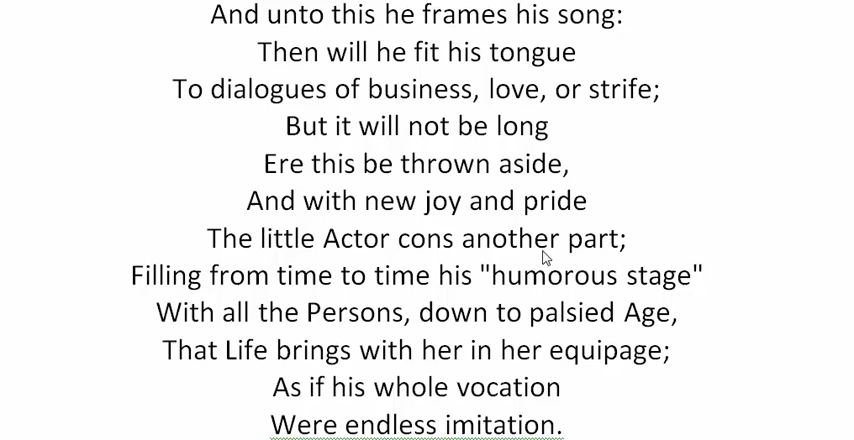 And unto this he frames his song:
Then will he fit his tongue
To dialogues of business, love, or strife;
But it will not be long
Ere this be thrown aside,
And with new joy and pride
The little Actor cons another part;
Filling from time to time his "humorous stage"
With all the Persons, down to palsied Age,
That Life brings with her in her equipage;
As if his whole vocation
Were endless imitation.